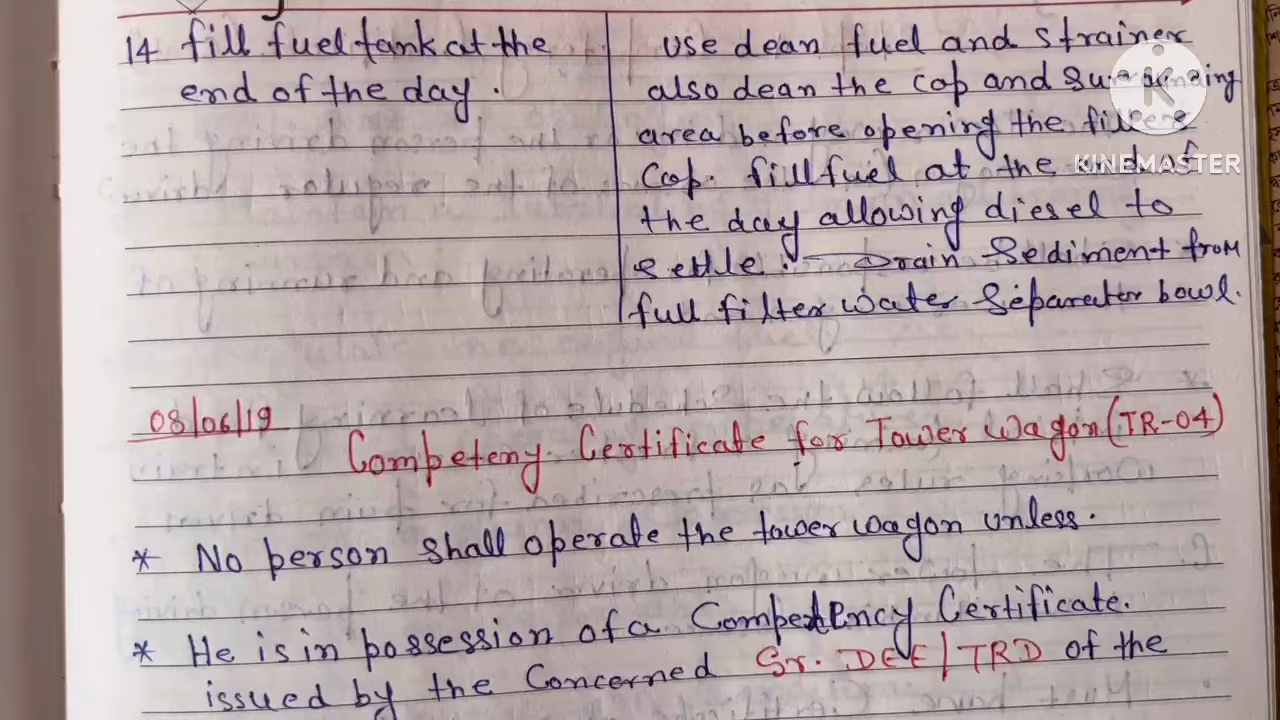 14 fill fuel tank at the
end of the day.
use dean fuel and strainer
also dean the cap and
area before opening the
Cap. fill fuel at the end of
the day allowing diesel to
settle. — Drain Sediment from
full filter water Separater bowl.
KINEMASTER
08/06/19
Competeny Certificate for Tower Wagon (TR-04)
* No person shall operate the tower wagon unless.
* He is in possession of a Competency Certificate.
issued by the Concerned Sr. DEE/TRD of the